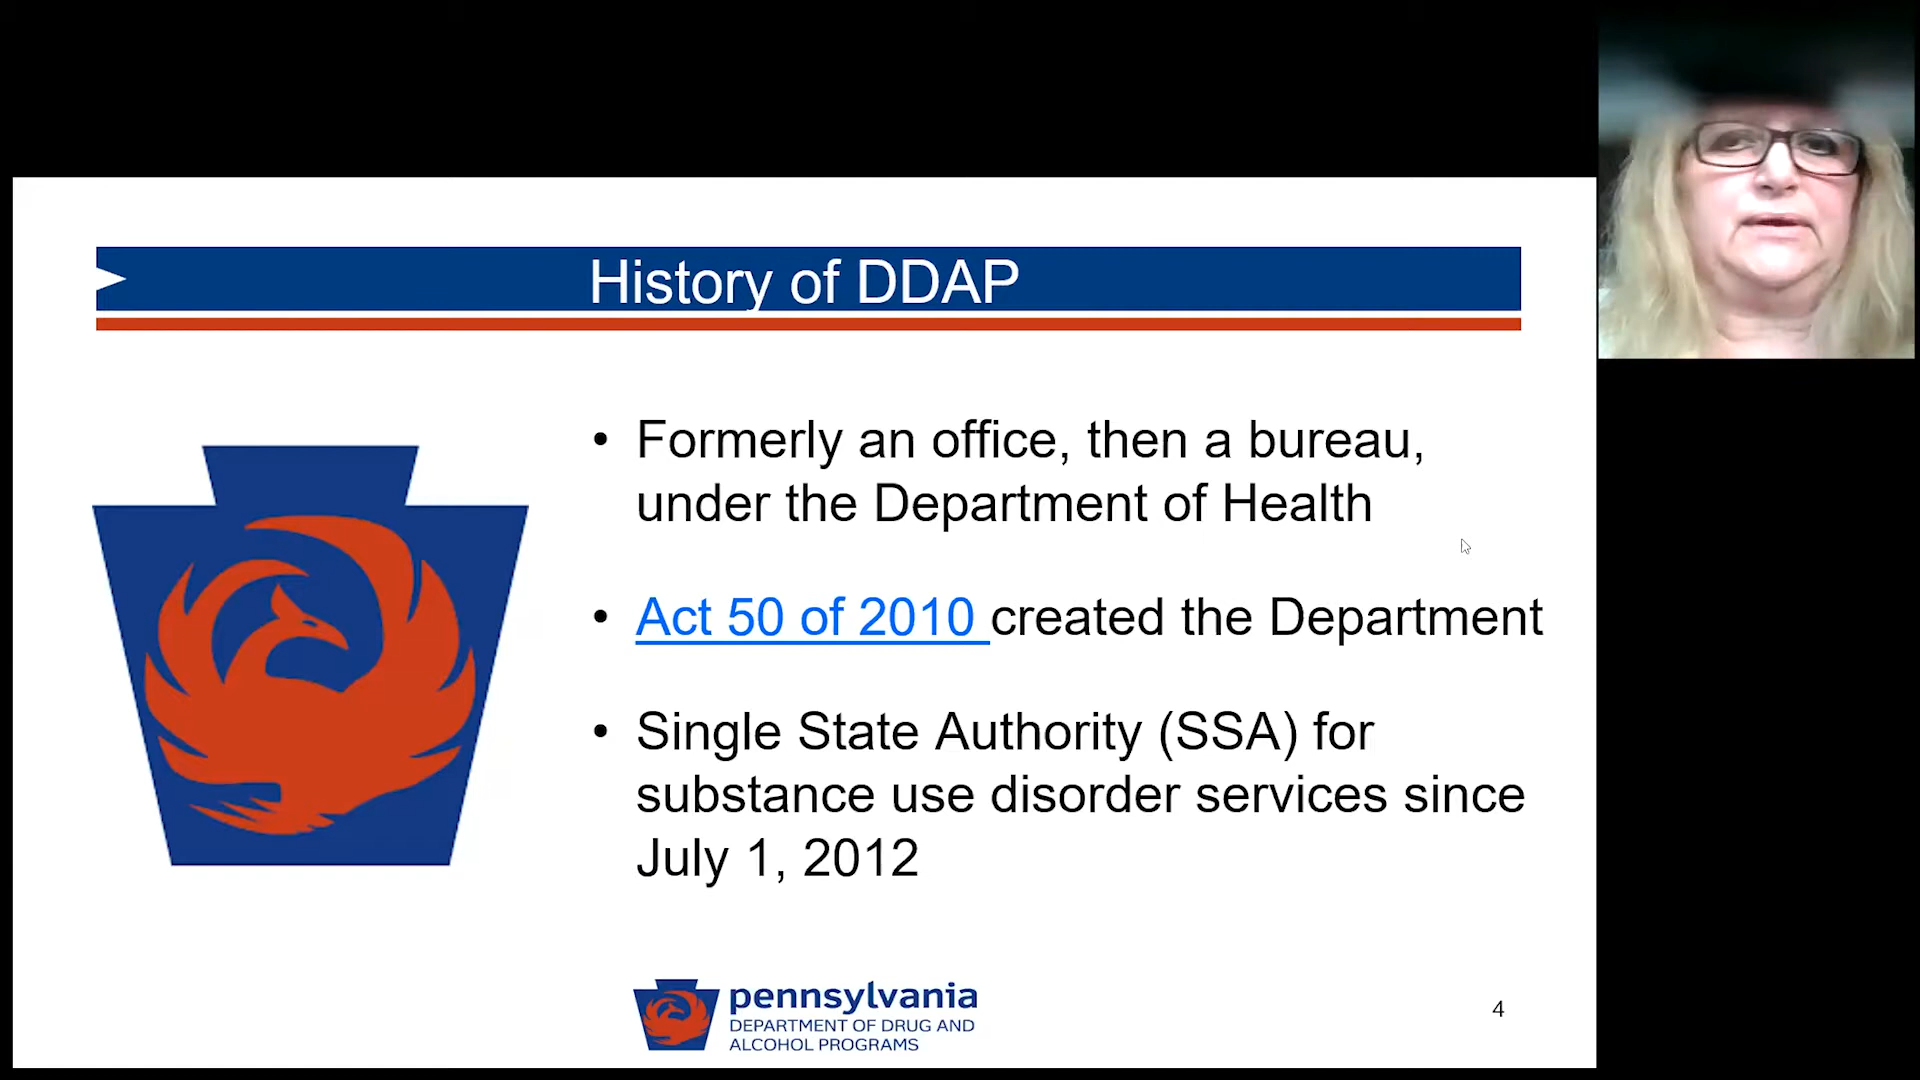 History of DDAP
• Formerly an office, then a bureau,
under the Department of Health
• Act 50 of 2010 created the Department
• Single State Authority (SSA) for
substance use disorder services since
July 1, 2012
pennsylvania
DEPARTMENT OF DRUG AND
ALCOHOL PROGRAMS
4